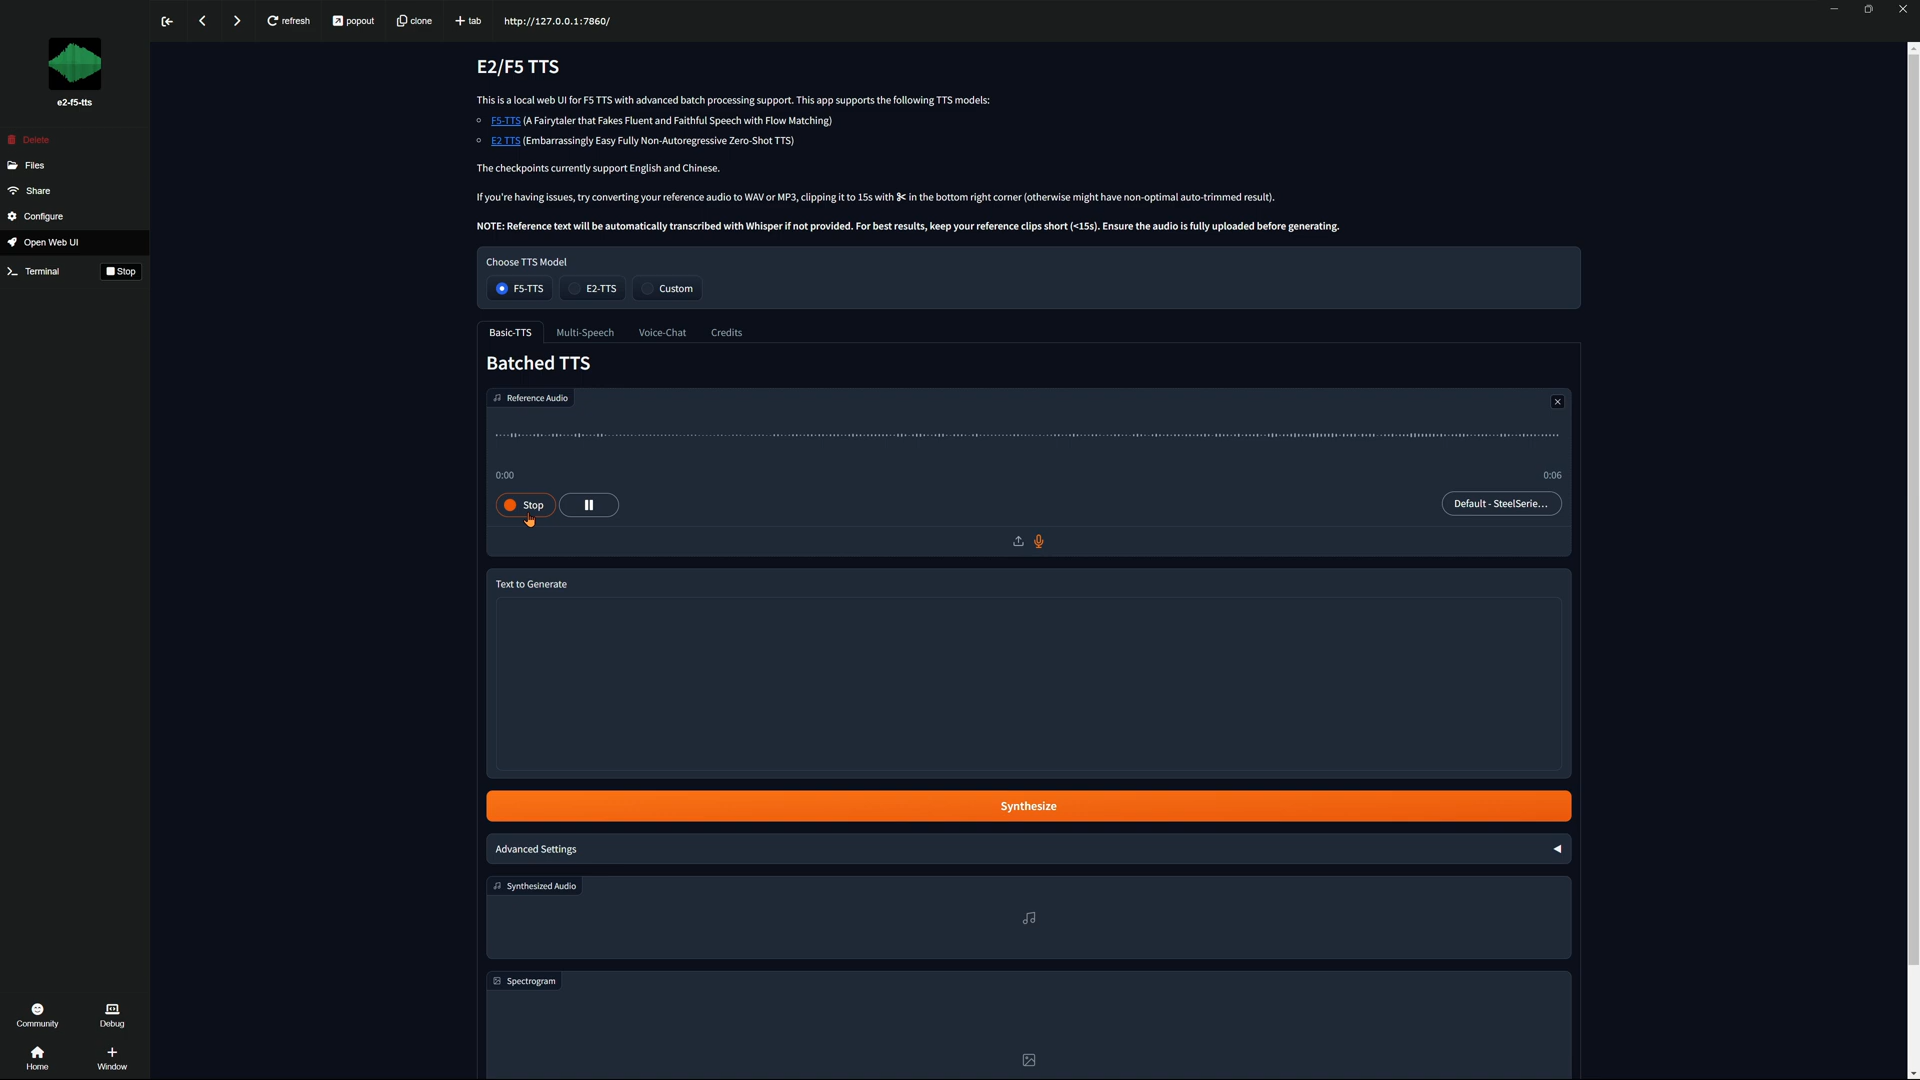 refresh
popout
clone
tab
http://127.0.0.1:7860/
e2-f5-tts
Delete
Files
Share
Configure
Open Web UI
Terminal
Stop
Community
Debug
Home
Window
E2/F5 TTS
This is a local web UI for F5 TTS with advanced batch processing support. This app supports the following TTS models:
F5-TTS (A Fairytaler that Fakes Fluent and Faithful Speech with Flow Matching)
E2 TTS (Embarrassingly Easy Fully Non-Autoregressive Zero-Shot TTS)
The checkpoints currently support English and Chinese.
If you're having issues, try converting your reference audio to WAV or MP3, clipping it to 15s with ✂ in the bottom right corner (otherwise might have non-optimal auto-trimmed result).
NOTE: Reference text will be automatically transcribed with Whisper if not provided. For best results, keep your reference clips short (<15s). Ensure the audio is fully uploaded before generating.
Choose TTS Model
F5-TTS
E2-TTS
Custom
Basic-TTS
Multi-Speech
Voice-Chat
Credits
Batched TTS
Reference Audio
0:00
0:06
Stop
Default - SteelSerie...
Text to Generate
Synthesize
Advanced Settings
Synthesized Audio
Spectrogram